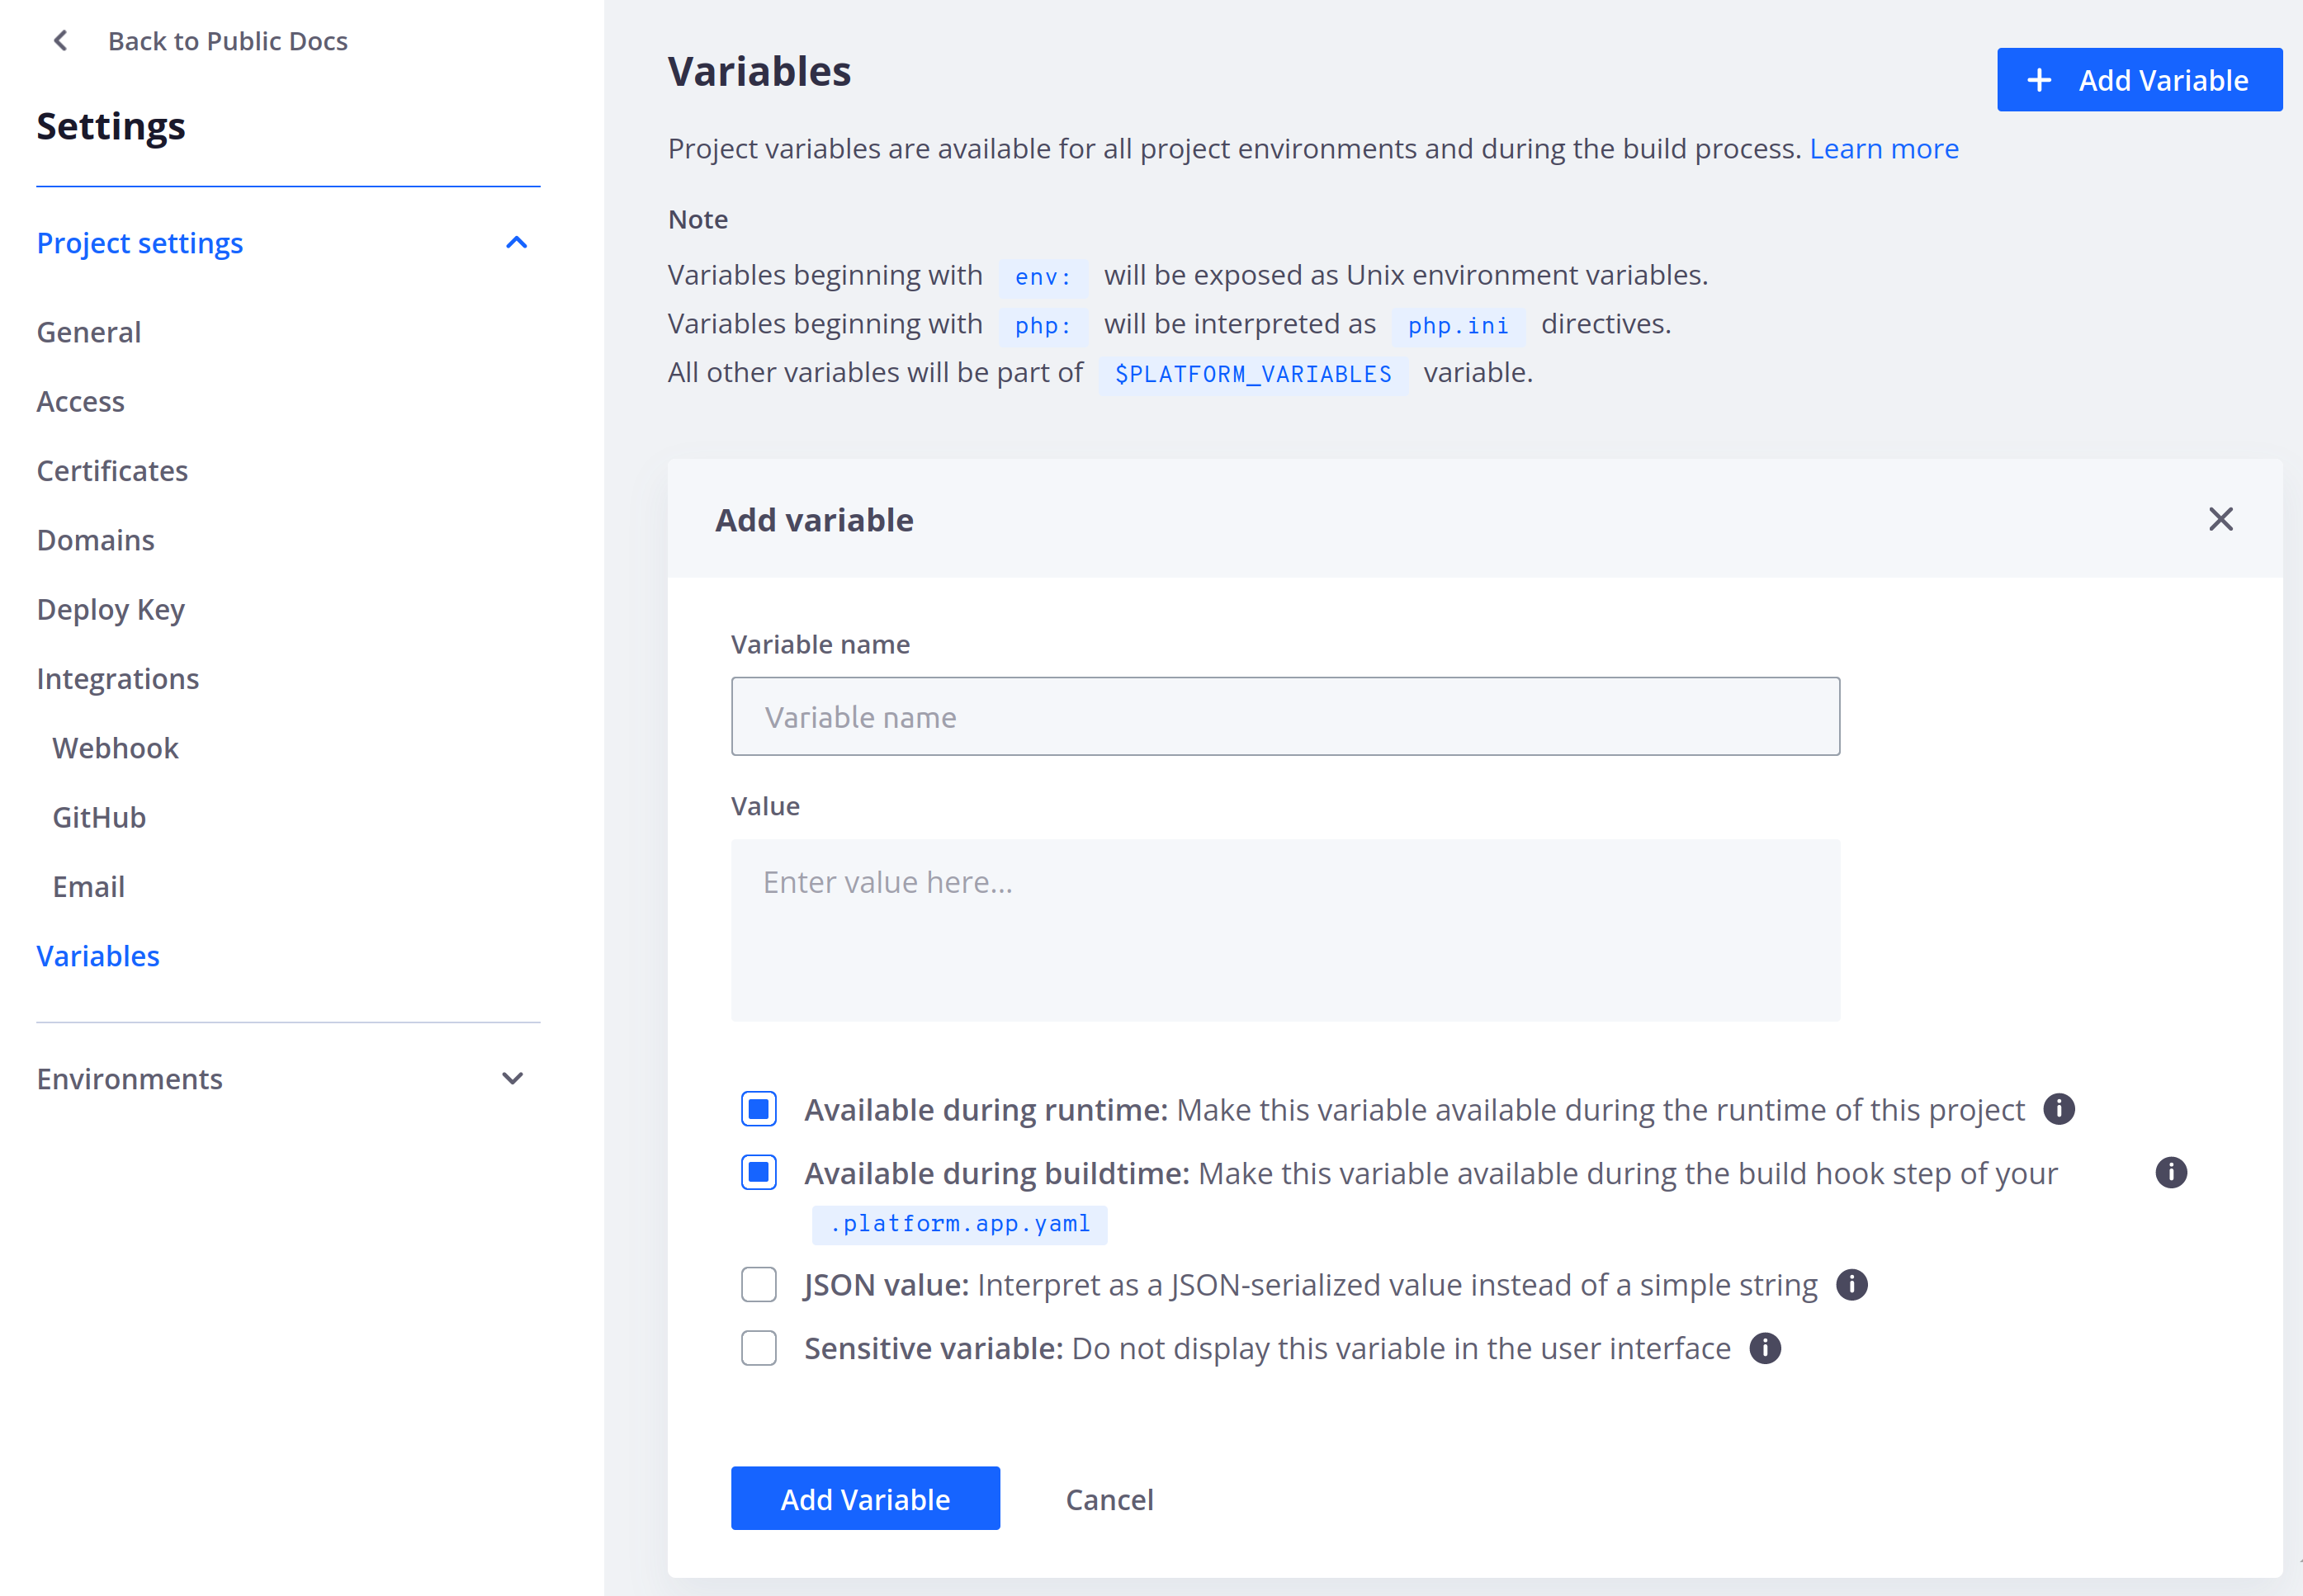 Back to Public Docs
Settings
Project settings
General
Access
Certificates
Domains
Deploy Key
Integrations
Webhook
GitHub
Email
Variables
Environments
Variables
Add Variable
Project variables are available for all project environments and during the build process. Learn more
Note
Variables beginning with env: will be exposed as Unix environment variables.
Variables beginning with php: will be interpreted as php.ini directives.
All other variables will be part of $PLATFORM_VARIABLES variable.
Add variable
Variable name
Variable name
Value
Enter value here...
Available during runtime: Make this variable available during the runtime of this project
Available during buildtime: Make this variable available during the build hook step of your
.platform.app.yaml
JSON value: Interpret as a JSON-serialized value instead of a simple string
Sensitive variable: Do not display this variable in the user interface
Add Variable
Cancel